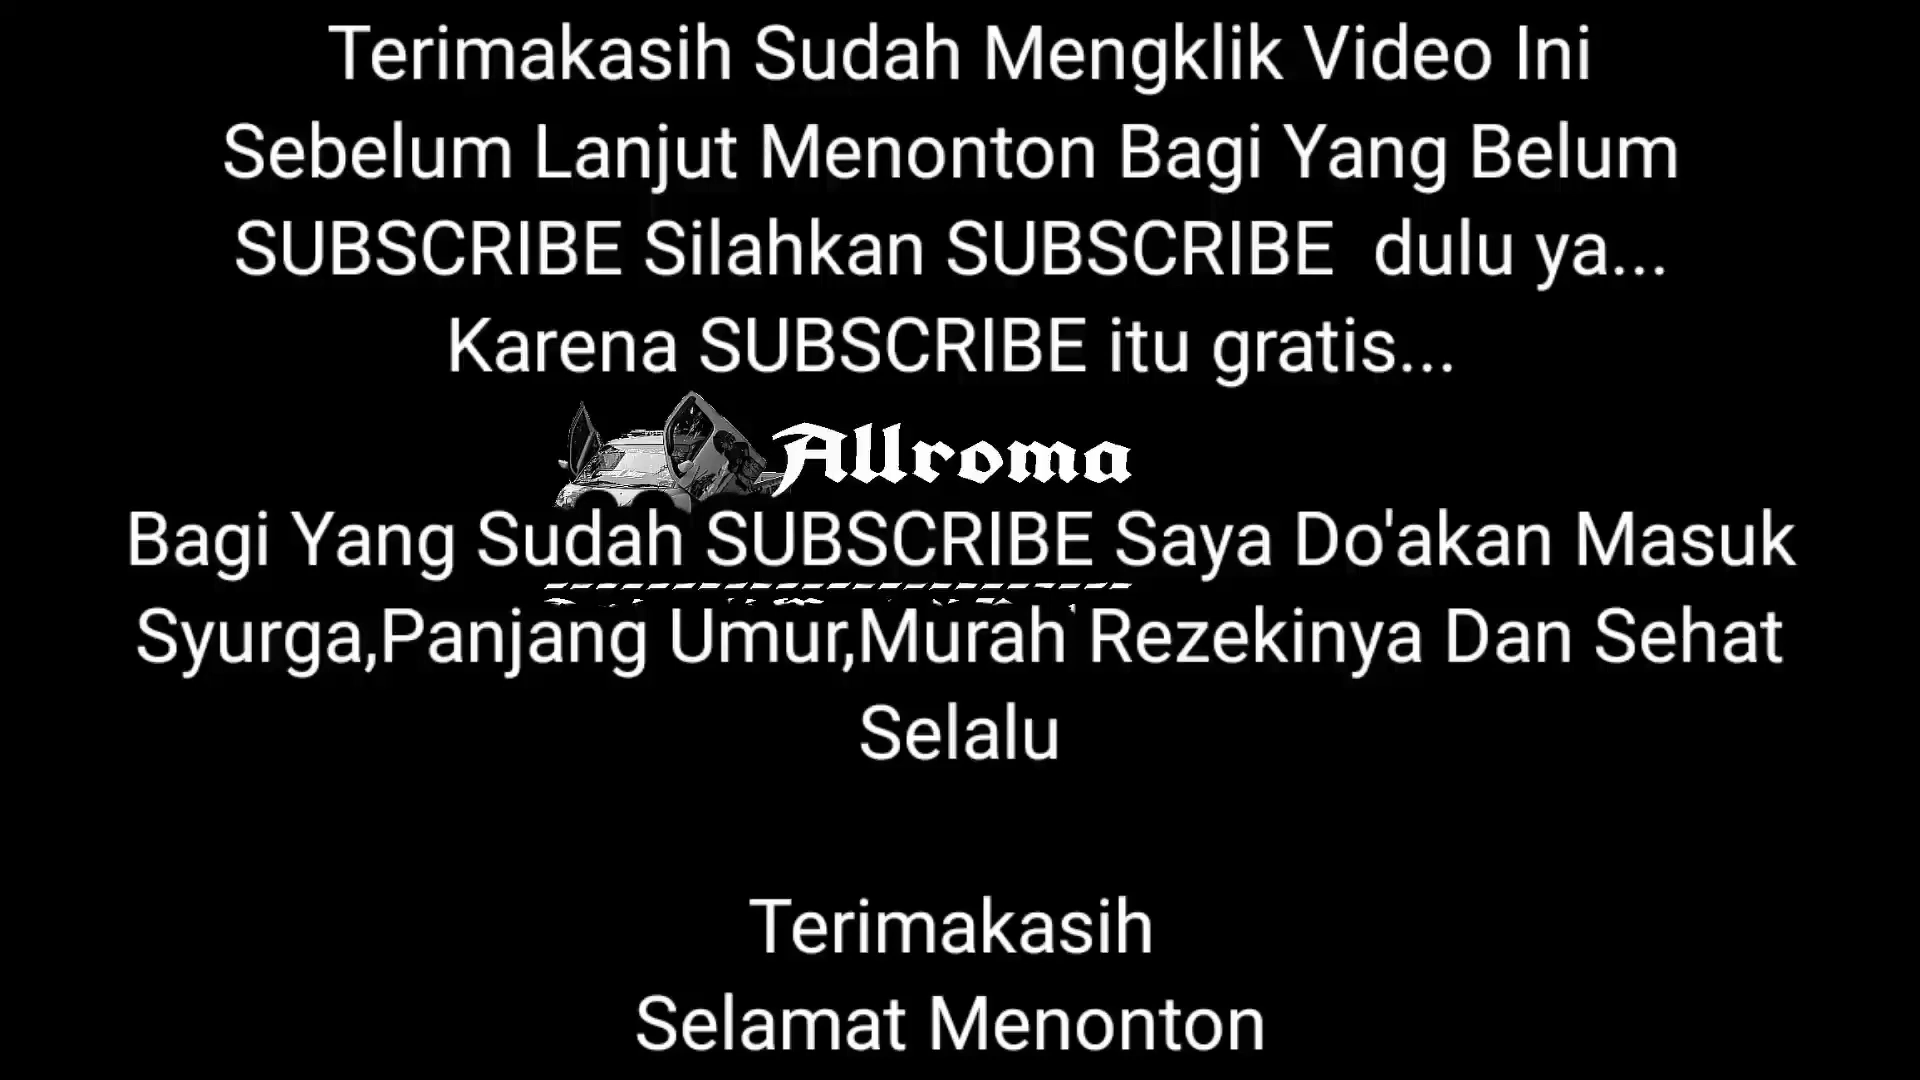 Terimakasih Sudah Mengklik Video Ini
Sebelum Lanjut Menonton Bagi Yang Belum
SUBSCRIBE Silahkan SUBSCRIBE dulu ya...
Karena SUBSCRIBE itu gratis...
Allroma
Bagi Yang Sudah SUBSCRIBE Saya Do'akan Masuk
Syurga,Panjang Umur,Murah Rezekinya Dan Sehat
Selalu
Terimakasih
Selamat Menonton